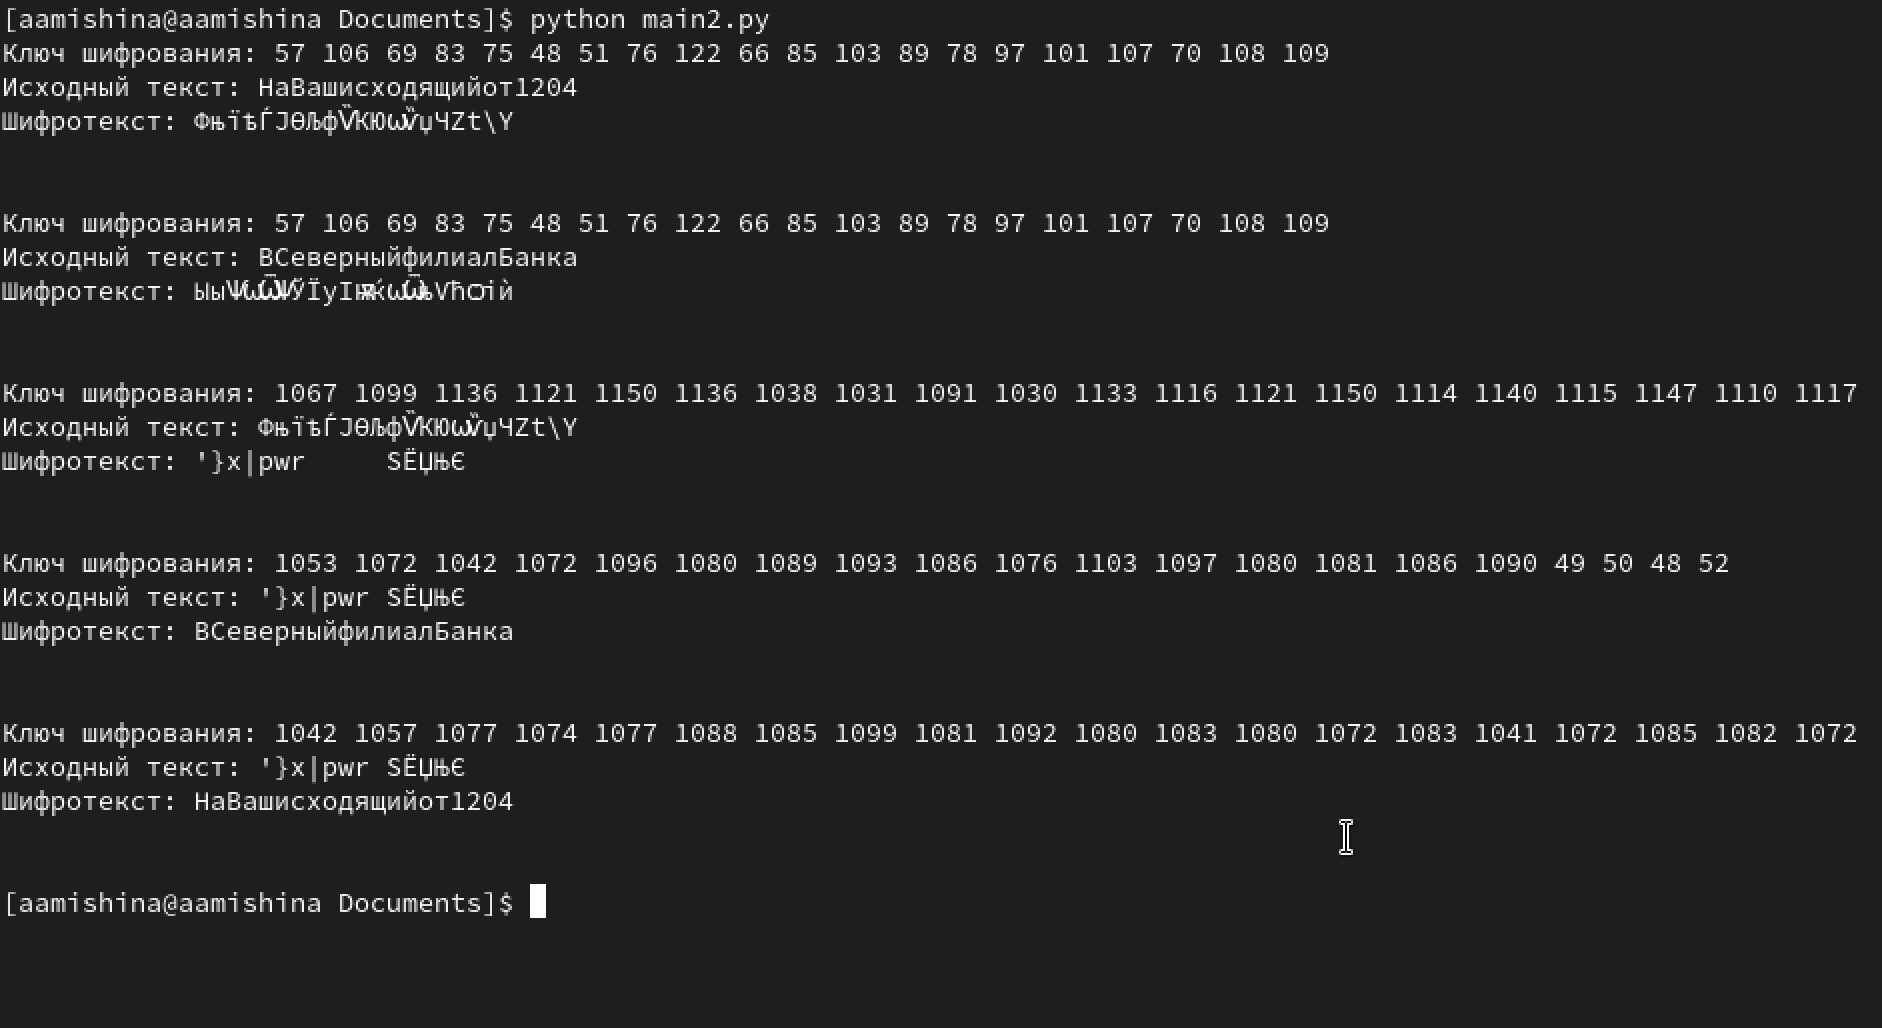 [aamishina@aamishina Documents]$ python main2.py
Ключ шифрования: 57 106 69 83 75 48 51 76 122 66 85 103 89 78 97 101 107 70 108 109
Исходный текст: НаВашисходящийот1204
Шифротекст: ФњїѣЃЈѲЉфѶКЮѡѷџЧZt\Y
Ключ шифрования: 57 106 69 83 75 48 51 76 122 66 85 103 89 78 97 101 107 70 108 109
Исходный текст: ВСеверныйфилиалБанка
Шифротекст: ЫыѰѡѾѰЎЇуІѭќѡѾњѴћѻіѝ
Ключ шифрования: 1067 1099 1136 1121 1150 1136 1038 1031 1091 1030 1133 1116 1121 1150 1114 1140 1115 1147 1110 1117
Исходный текст: ФњїѣЃЈѲЉфѶКЮѡѷџЧZt\Y
Шифротекст: '}x|pwr     SЁЏЊЄ
Ключ шифрования: 1053 1072 1042 1072 1096 1080 1089 1093 1086 1076 1103 1097 1080 1081 1086 1090 49 50 48 52
Исходный текст: '}x|pwr SЁЏЊЄ
Шифротекст: ВСеверныйфилиалБанка
Ключ шифрования: 1042 1057 1077 1074 1077 1088 1085 1099 1081 1092 1080 1083 1080 1072 1083 1041 1072 1085 1082 1072
Исходный текст: '}x|pwr SЁЏЊЄ
Шифротекст: НаВашисходящийот1204
[aamishina@aamishina Documents]$